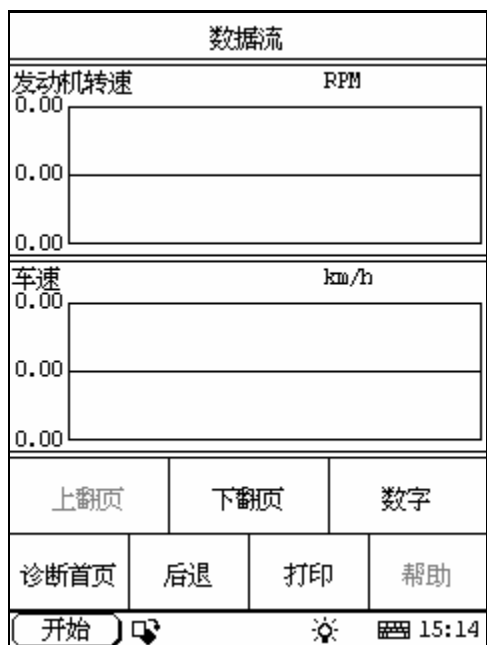 数据流
发动机转速 RPM
0.00
0.00
0.00
车速 km/h
0.00
0.00
0.00
上翻页 下翻页 数字
诊断首页 后退 打印 帮助
开始 15:14